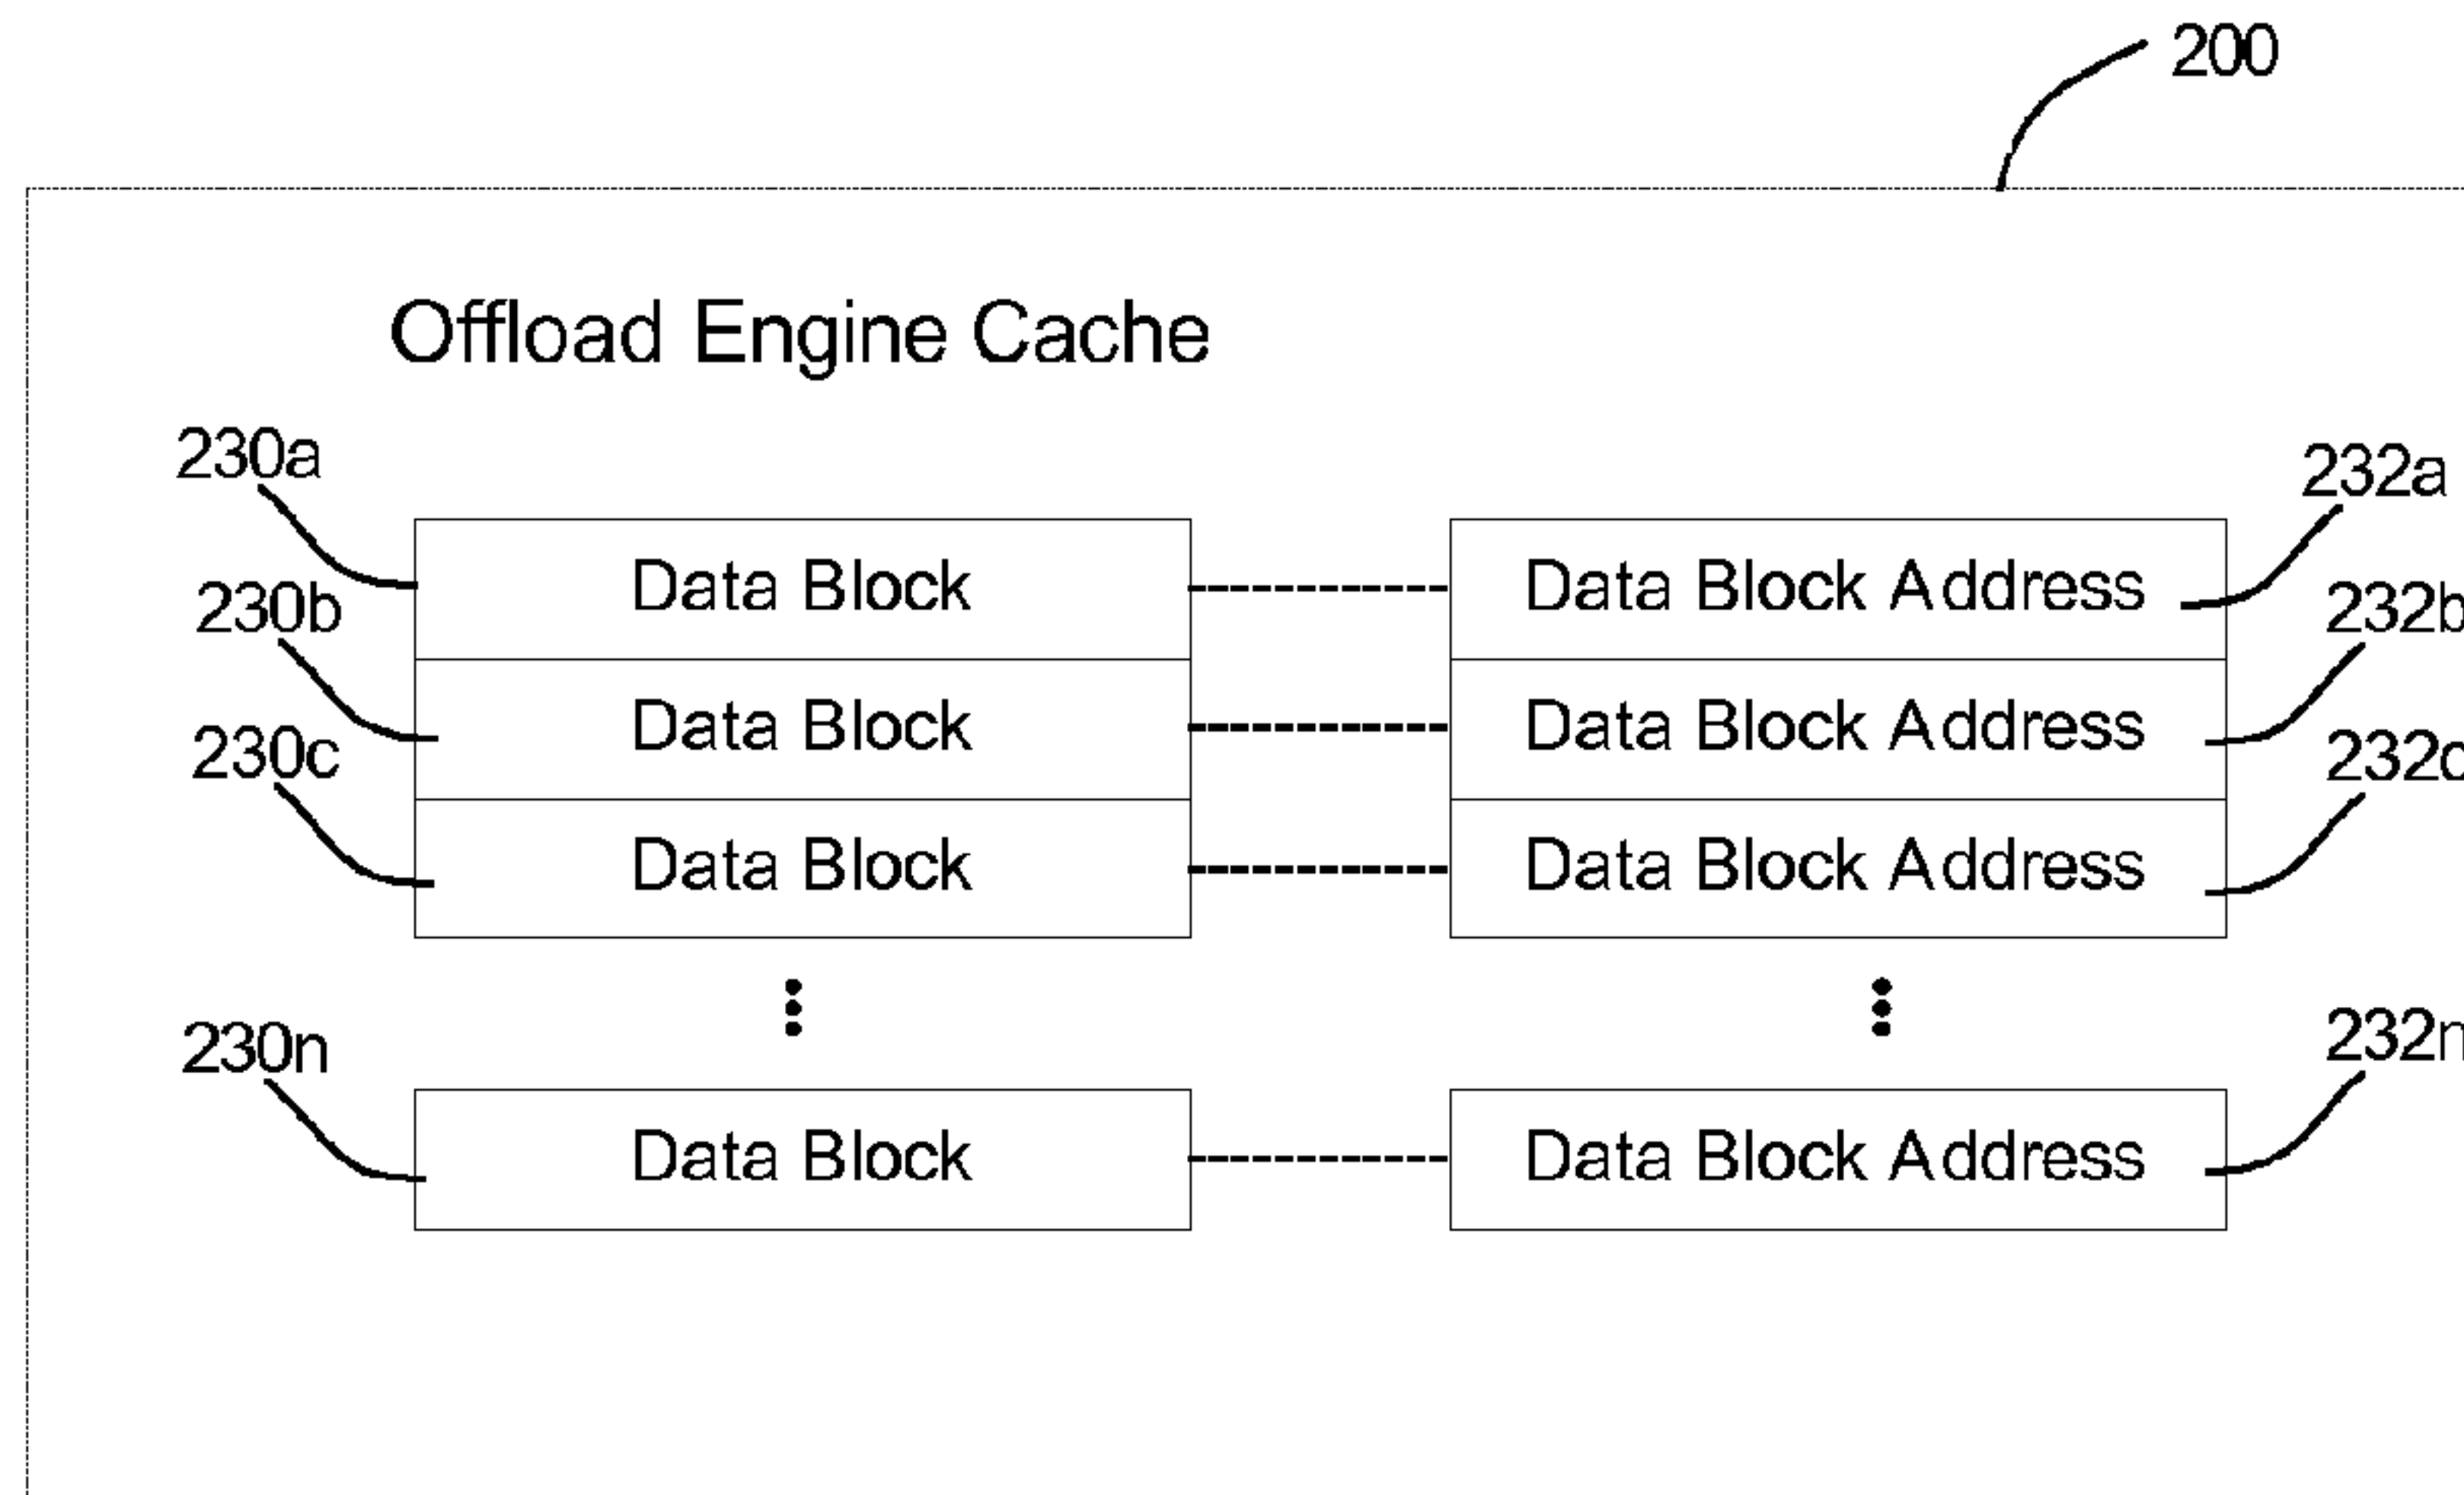 200
Offload Engine Cache
230a
232a
Data Block
Data Block Address
230b
232b
Data Block
Data Block Address
230c
232c
Data Block
Data Block Address
230n
232n
Data Block
Data Block Address